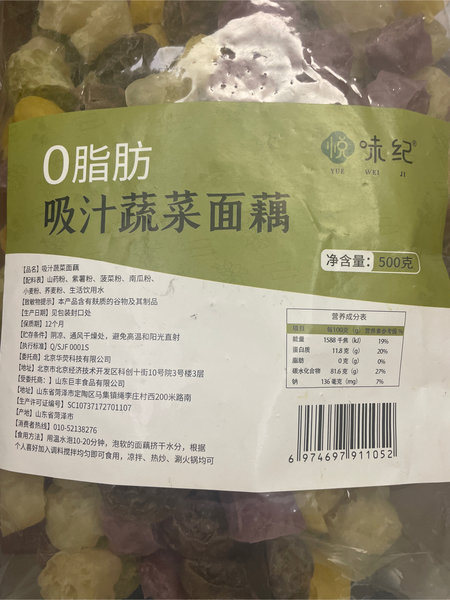 悦味纪®
YUE WEI JI
0脂肪
吸汁蔬菜面藕
净含量：500克
【品名】吸汁蔬菜面藕
【配料表】山药粉、紫薯粉、菠菜粉、南瓜粉、
小麦粉、荞麦粉、生活饮用水
【致敏物提示】本产品含有麸质的谷物及其制品
【生产日期】见包装封口处
【保质期】12个月
【贮存条件】阴凉、通风干燥处，避免高温和阳光直射
【执行标准】Q/SJF 0001S
【委托商】北京华荧科技有限公司
地址：北京市北京经济技术开发区科创十街10号院3号楼3层
【受委托商：】山东巨丰食品有限公司
地址：山东省菏泽市定陶区马集镇绳李庄村西200米路南
【生产许可证编号】SC10737172701107
【产地】山东省菏泽市
【消费者热线】010-52138276
【食用方法】用温水泡10-20分钟，泡软的面藕挤干水分，根据
个人喜好加入调料搅拌均匀即可食用，凉拌、热炒、涮火锅均可
营养成分表
项目 每100克（g） 营养素参考值 %
能量 1588 千焦（kJ） 19%
蛋白质 11.8 克（g） 20%
脂肪 0 克（g） 0%
碳水化合物 81.6 克（g） 27%
钠 136 毫克（mg） 7%
6 974697 911052